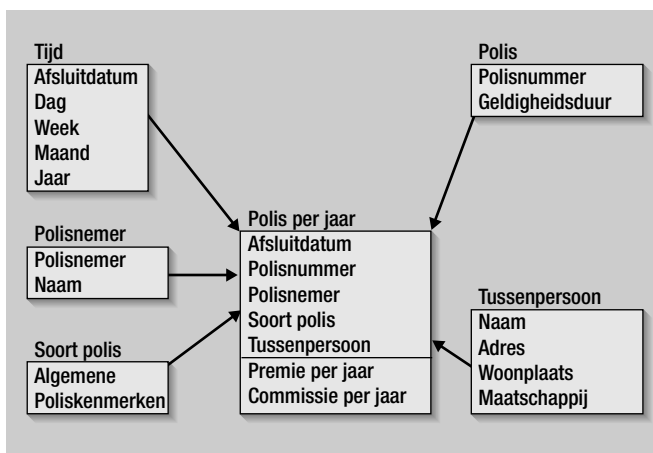 Tijd
Afsluitdatum
Dag
Week
Maand
Jaar
Polis
Polisnummer
Geldigheidsduur
Polisnemer
Polisnemer
Naam
Polis per jaar
Afsluitdatum
Polisnummer
Polisnemer
Soort polis
Tussenpersoon
Premie per jaar
Commissie per jaar
Soort polis
Algemene
Poliskenmerken
Tussenpersoon
Naam
Adres
Woonplaats
Maatschappij